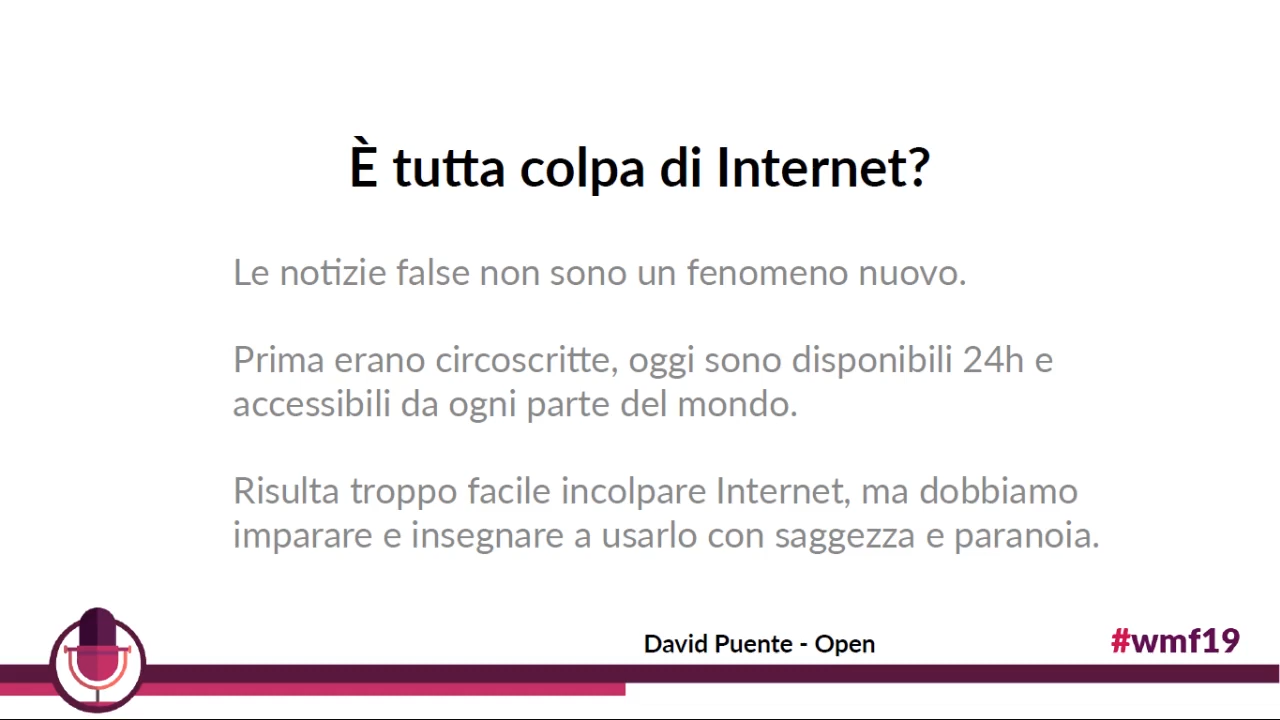 È tutta colpa di Internet?
Le notizie false non sono un fenomeno nuovo.
Prima erano circoscritte, oggi sono disponibili 24h e
accessibili da ogni parte del mondo.
Risulta troppo facile incolpare Internet, ma dobbiamo
imparare e insegnare a usarlo con saggezza e paranoia.
David Puente - Open
#wmf19